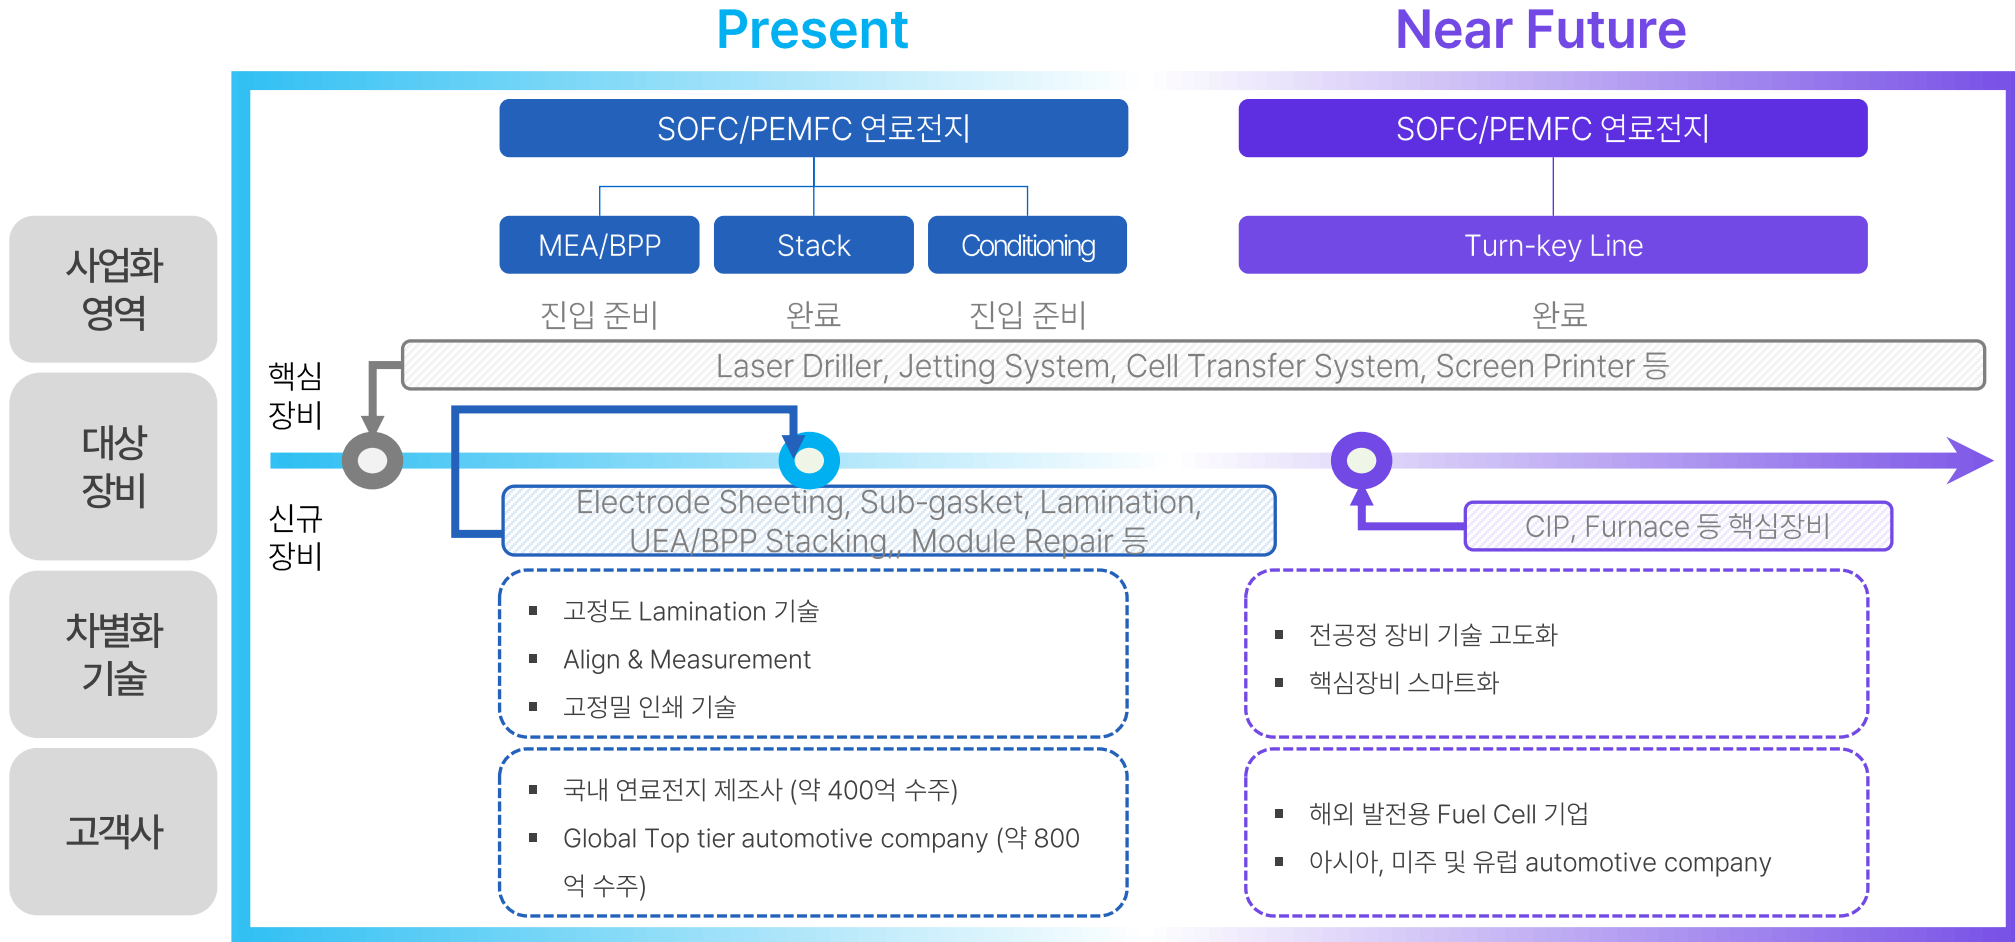 Present
Near Future
SOFC/PEMFC 연료전지
SOFC/PEMFC 연료전지
MEA/BPP
Stack
Conditioning
Turn-key Line
사업화
영역
진입 준비
완료
진입 준비
완료
핵심
장비
Laser Driller, Jetting System, Cell Transfer System, Screen Printer 등
대상
장비
신규
장비
Electrode Sheeting, Sub-gasket, Lamination,
UEA/BPP Stacking,, Module Repair 등
CIP, Furnace 등 핵심장비
차별화
기술
▪ 고정도 Lamination 기술
▪ Align & Measurement
▪ 고정밀 인쇄 기술
▪ 전공정 장비 기술 고도화
▪ 핵심장비 스마트화
고객사
▪ 국내 연료전지 제조사 (약 400억 수주)
▪ Global Top tier automotive company (약 800
억 수주)
▪ 해외 발전용 Fuel Cell 기업
▪ 아시아, 미주 및 유럽 automotive company